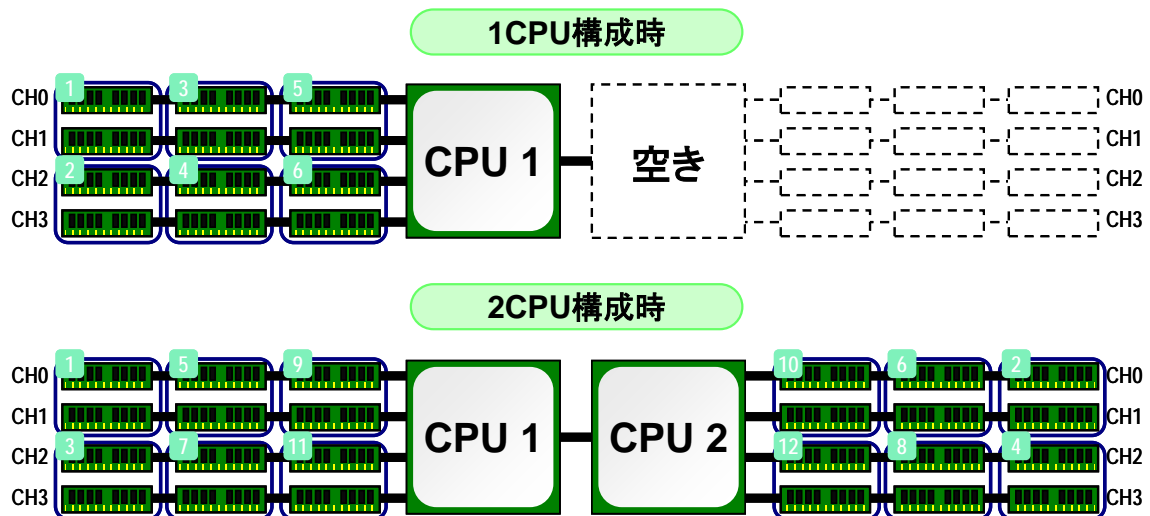 1CPU構成時
CH0 1 3 5 CH0
CH1 CH1
CH2 2 4 6 CPU 1 空き CH2
CH3 CH3
2CPU構成時
CH0 1 5 9 10 6 2 CH0
CH1 CH1
CH2 3 7 11 CPU 1 CPU 2 12 8 4 CH2
CH3 CH3